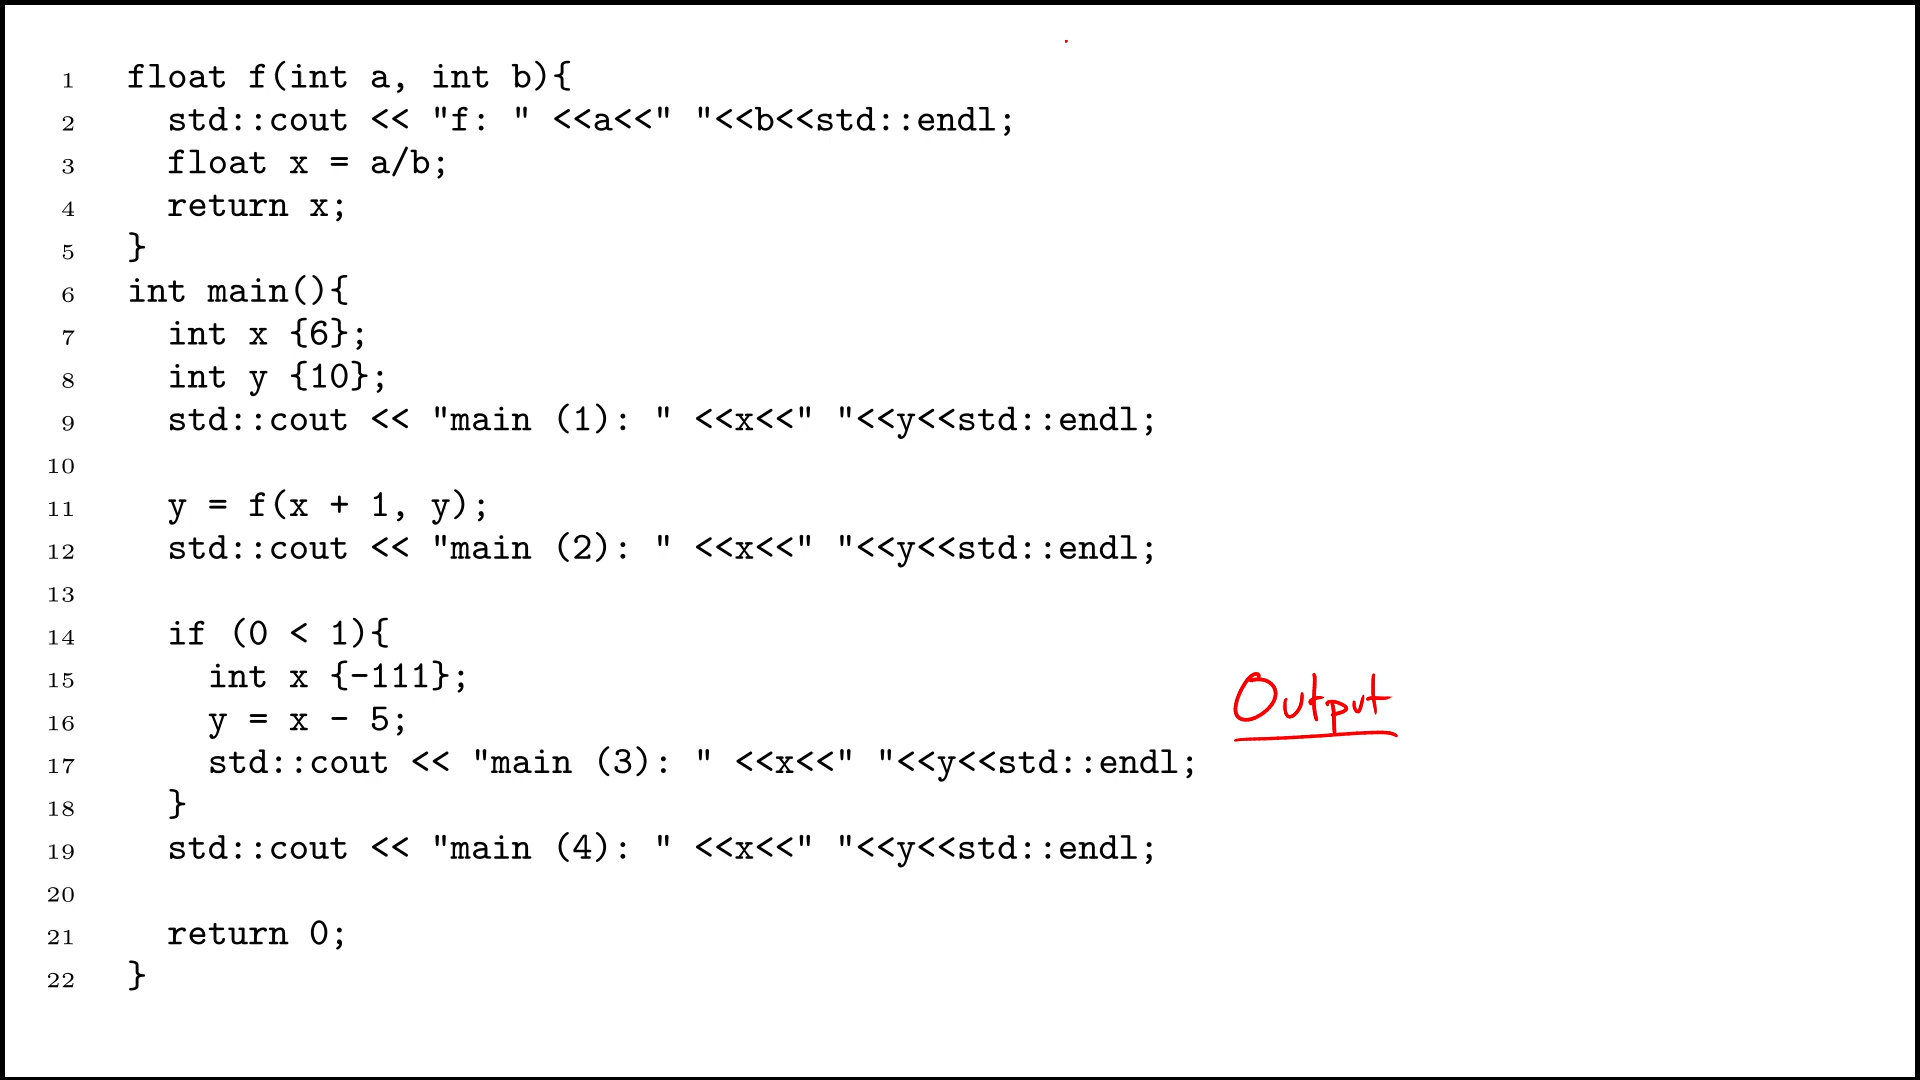 1 float f(int a, int b){
2 std::cout << "f: " <<a<<" "<<b<<std::endl;
3 float x = a/b;
4 return x;
5 }
6 int main(){
7 int x {6};
8 int y {10};
9 std::cout << "main (1): " <<x<<" "<<y<<std::endl;
10
11 y = f(x + 1, y);
12 std::cout << "main (2): " <<x<<" "<<y<<std::endl;
13
14 if (0 < 1){
15 int x {-111};
16 y = x - 5;
Output
17 std::cout << "main (3): " <<x<<" "<<y<<std::endl;
18 }
19 std::cout << "main (4): " <<x<<" "<<y<<std::endl;
20
21 return 0;
22 }